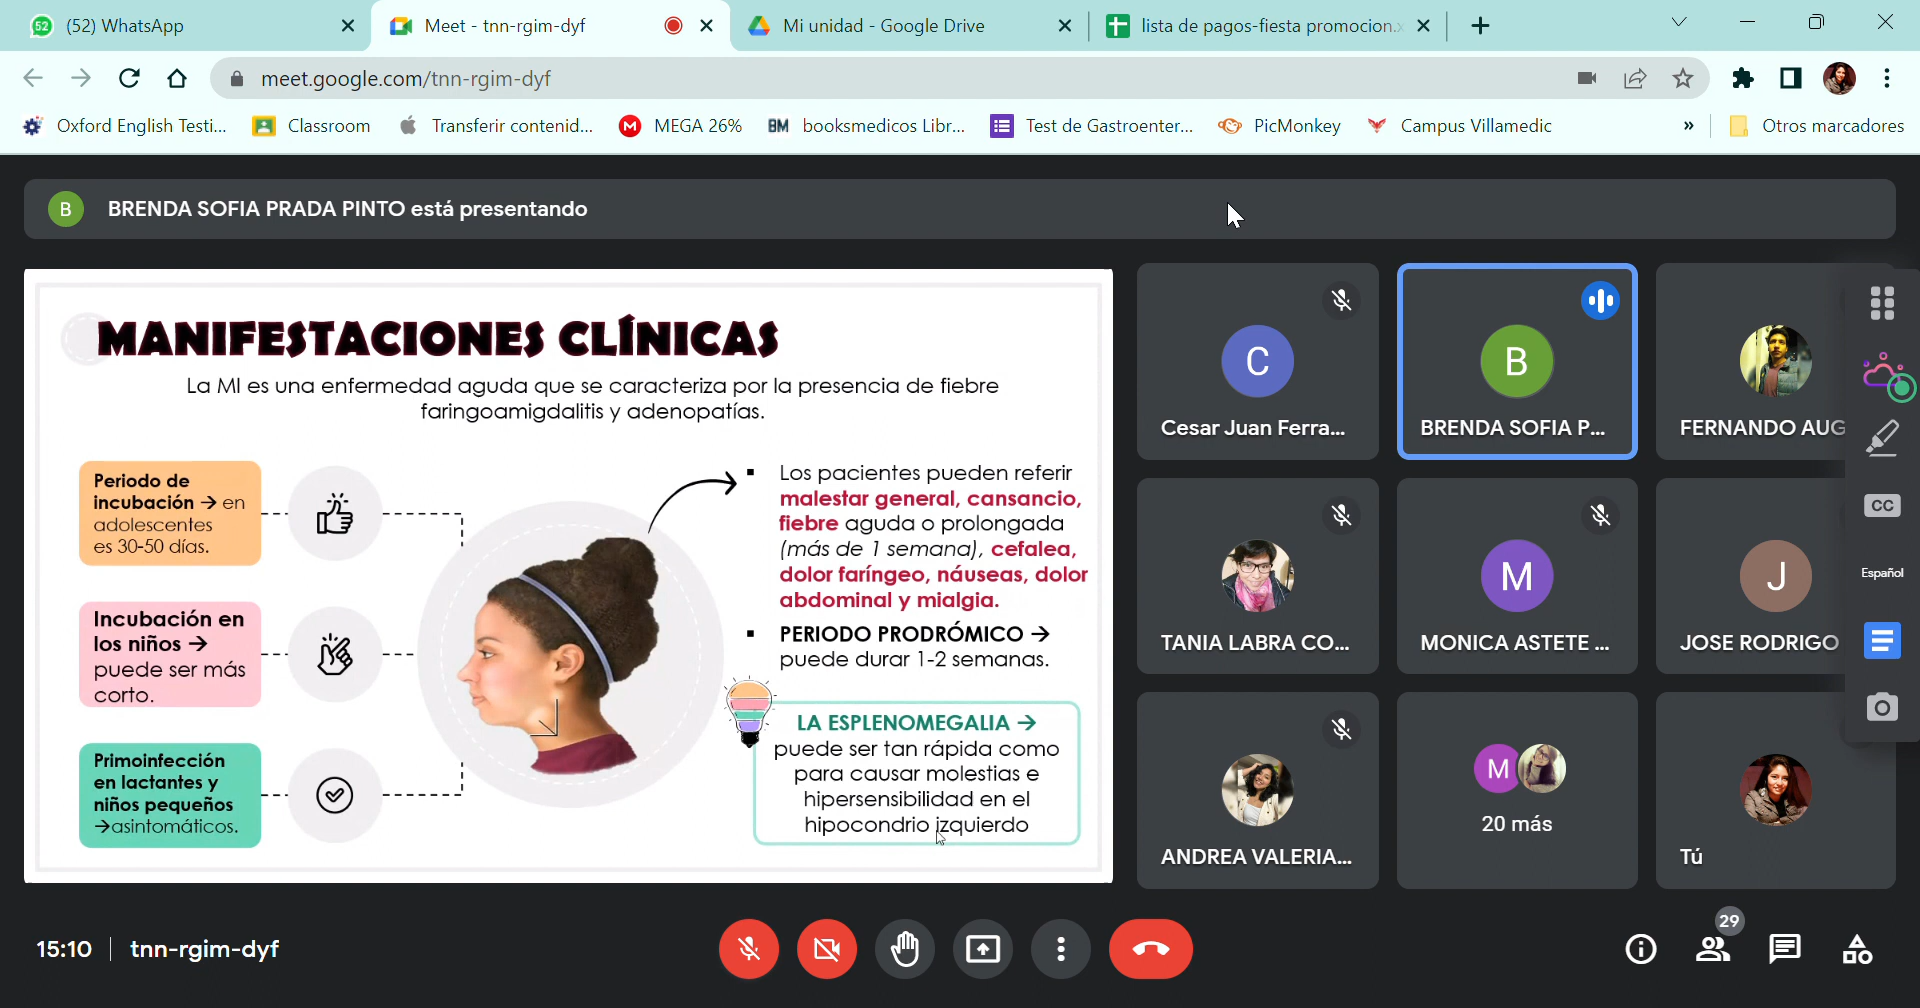 52
(52) WhatsApp
Meet - tnn-rgim-dyf
Mi unidad - Google Drive
lista de pagos-fiesta promocion.x
meet.google.com/tnn-rgim-dyf
Oxford English Testi...
Classroom
Transferir contenid...
M
MEGA 26%
BM
booksmedicos Libr...
Test de Gastroenter...
PicMonkey
Campus Villamedic
»
Otros marcadores
B
BRENDA SOFIA PRADA PINTO está presentando
MANIFESTACIONES CLÍNICAS
La MI es una enfermedad aguda que se caracteriza por la presencia de fiebre
faringoamigdalitis y adenopatías.
Periodo de
incubación → en
adolescentes
es 30-50 días.
Incubación en
los niños →
puede ser más
corto.
Primoinfección
en lactantes y
niños pequeños
→asintomáticos.
▪ Los pacientes pueden referir
malestar general, cansancio,
fiebre aguda o prolongada
(más de 1 semana), cefalea,
dolor faríngeo, náuseas, dolor
abdominal y mialgia.
▪ PERIODO PRODRÓMICO →
puede durar 1-2 semanas.
LA ESPLENOMEGALIA →
puede ser tan rápida como
para causar molestias e
hipersensibilidad en el
hipocondrio izquierdo
C
Cesar Juan Ferra...
B
BRENDA SOFIA P...
FERNANDO AUG
TANIA LABRA CO...
M
MONICA ASTETE ...
J
JOSE RODRIGO
ANDREA VALERIA...
M
20 más
Tú
CC
Español
15:10
tnn-rgim-dyf
29